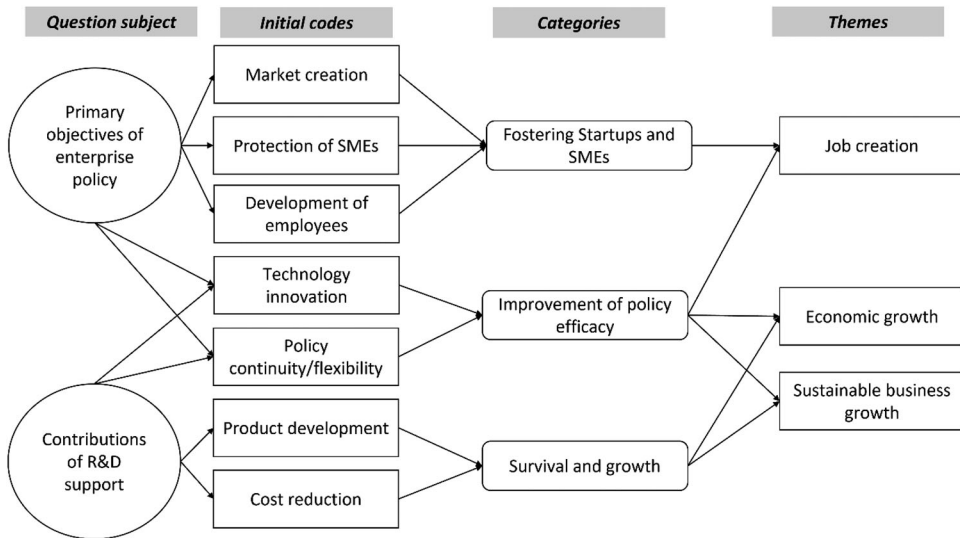 Question subject
Initial codes
Categories
Themes
Primary
objectives of
enterprise
policy
Contributions
of R&D
support
Market creation
Protection of SMEs
Development of
employees
Technology
innovation
Policy
continuity/flexibility
Product development
Cost reduction
Fostering Startups and
SMEs
Improvement of policy
efficacy
Survival and growth
Job creation
Economic growth
Sustainable business
growth